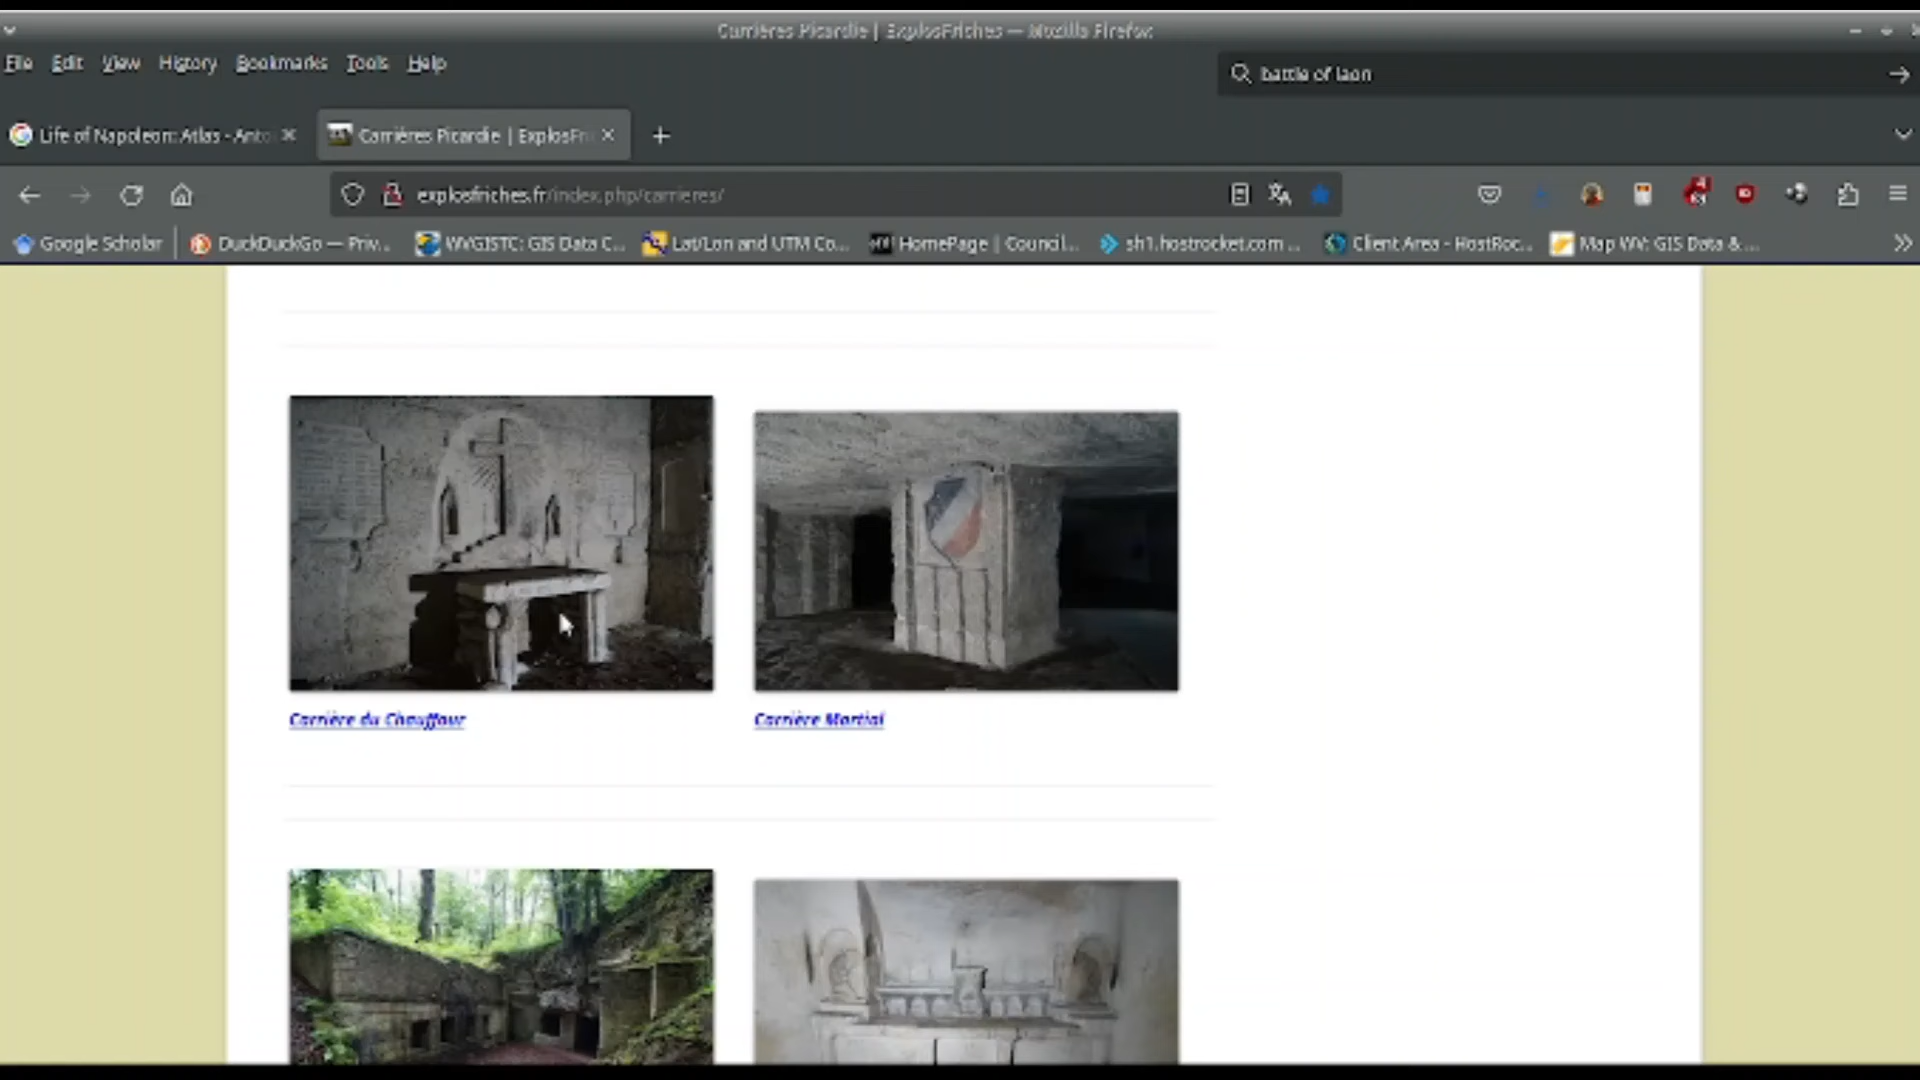 Carrières Picardie | ExplosFriches — Mozilla Firefox
File Edit View History Bookmarks Tools Help
battle of laon
Life of Napoleon: Atlas - Anto
Carrières Picardie | ExplosFri
explosfriches.fr/index.php/carrieres/
Google Scholar
DuckDuckGo — Priv...
WVGISTC: GIS Data C...
Lat/Lon and UTM Co...
HomePage | Council...
sh1.hostrocket.com ...
Client Area - HostRoc...
Map WV: GIS Data & ...
Carrière du Chauffour
Carrière Martial